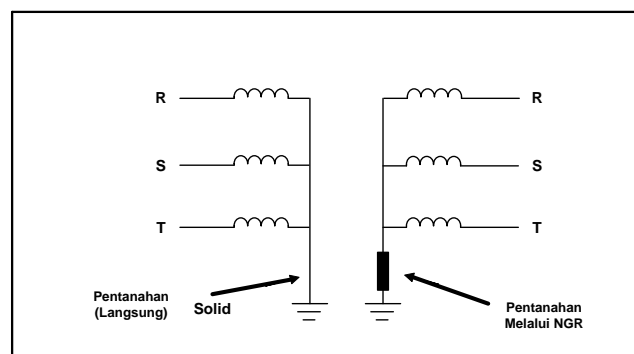 R
R
S
S
T
T
Pentanahan
(Langsung)
Solid
Pentanahan
Melalui NGR